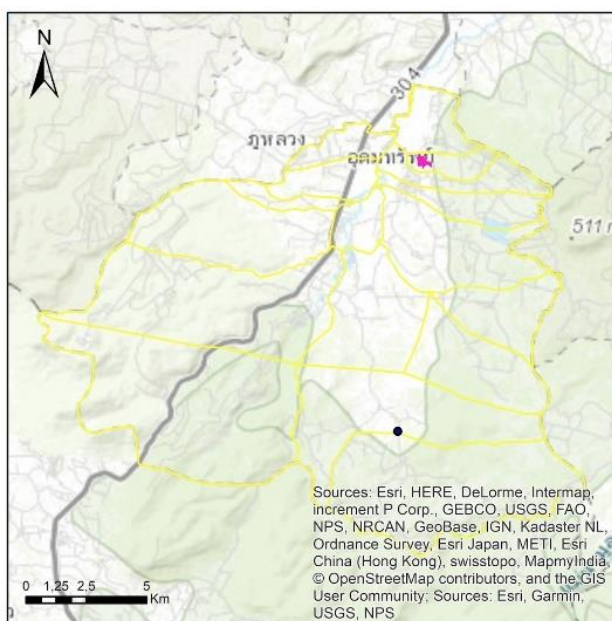 N
304
ภูหลวง
อุดมทรัพย์
511
Sources: Esri, HERE, DeLorme, Intermap,
increment P Corp., GEBCO, USGS, FAO,
NPS, NRCAN, GeoBase, IGN, Kadaster NL,
Ordnance Survey, Esri Japan, METI, Esri
China (Hong Kong), swisstopo, MapmyIndia,
© OpenStreetMap contributors, and the GIS
User Community; Sources: Esri, Garmin,
USGS, NPS
0 1,25 2,5 5
Km